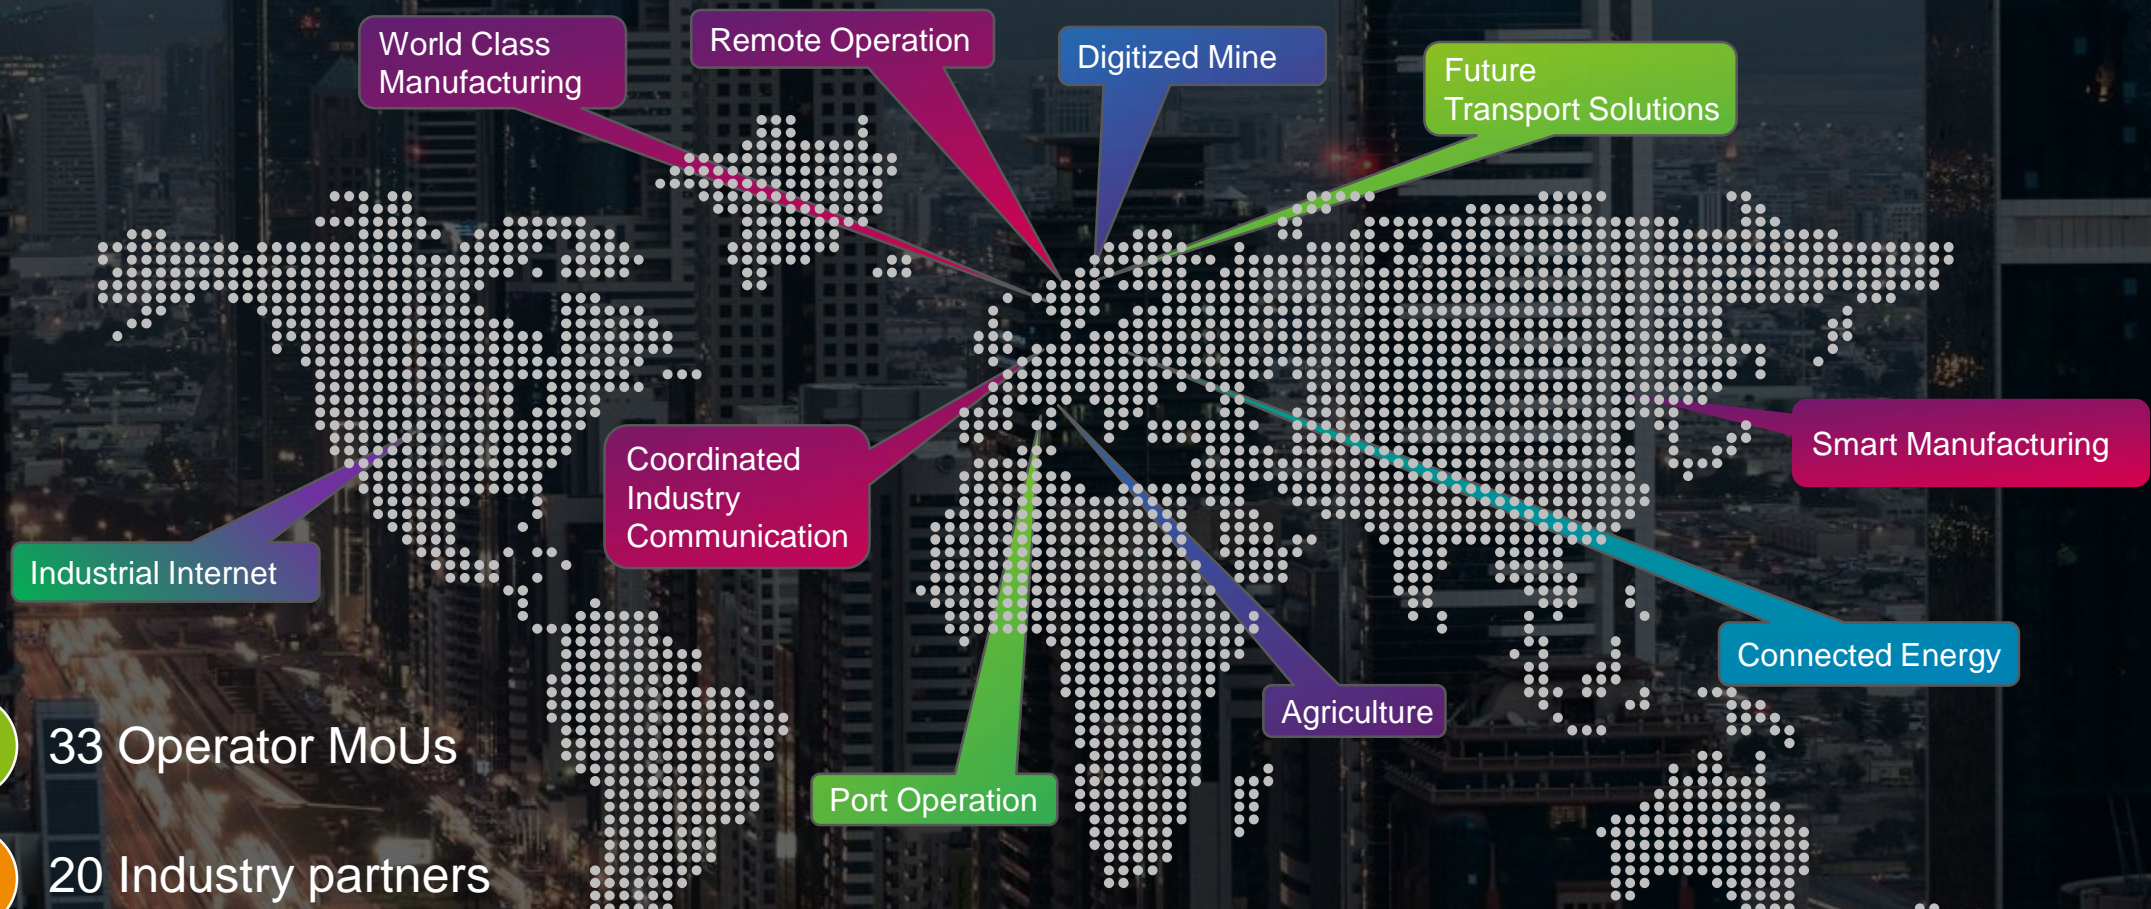 World Class
Manufacturing
Remote Operation
Digitized Mine
Future
Transport Solutions
Coordinated
Industry
Communication
Smart Manufacturing
Industrial Internet
Connected Energy
Agriculture
Port Operation
33 Operator MoUs
20 Industry partners